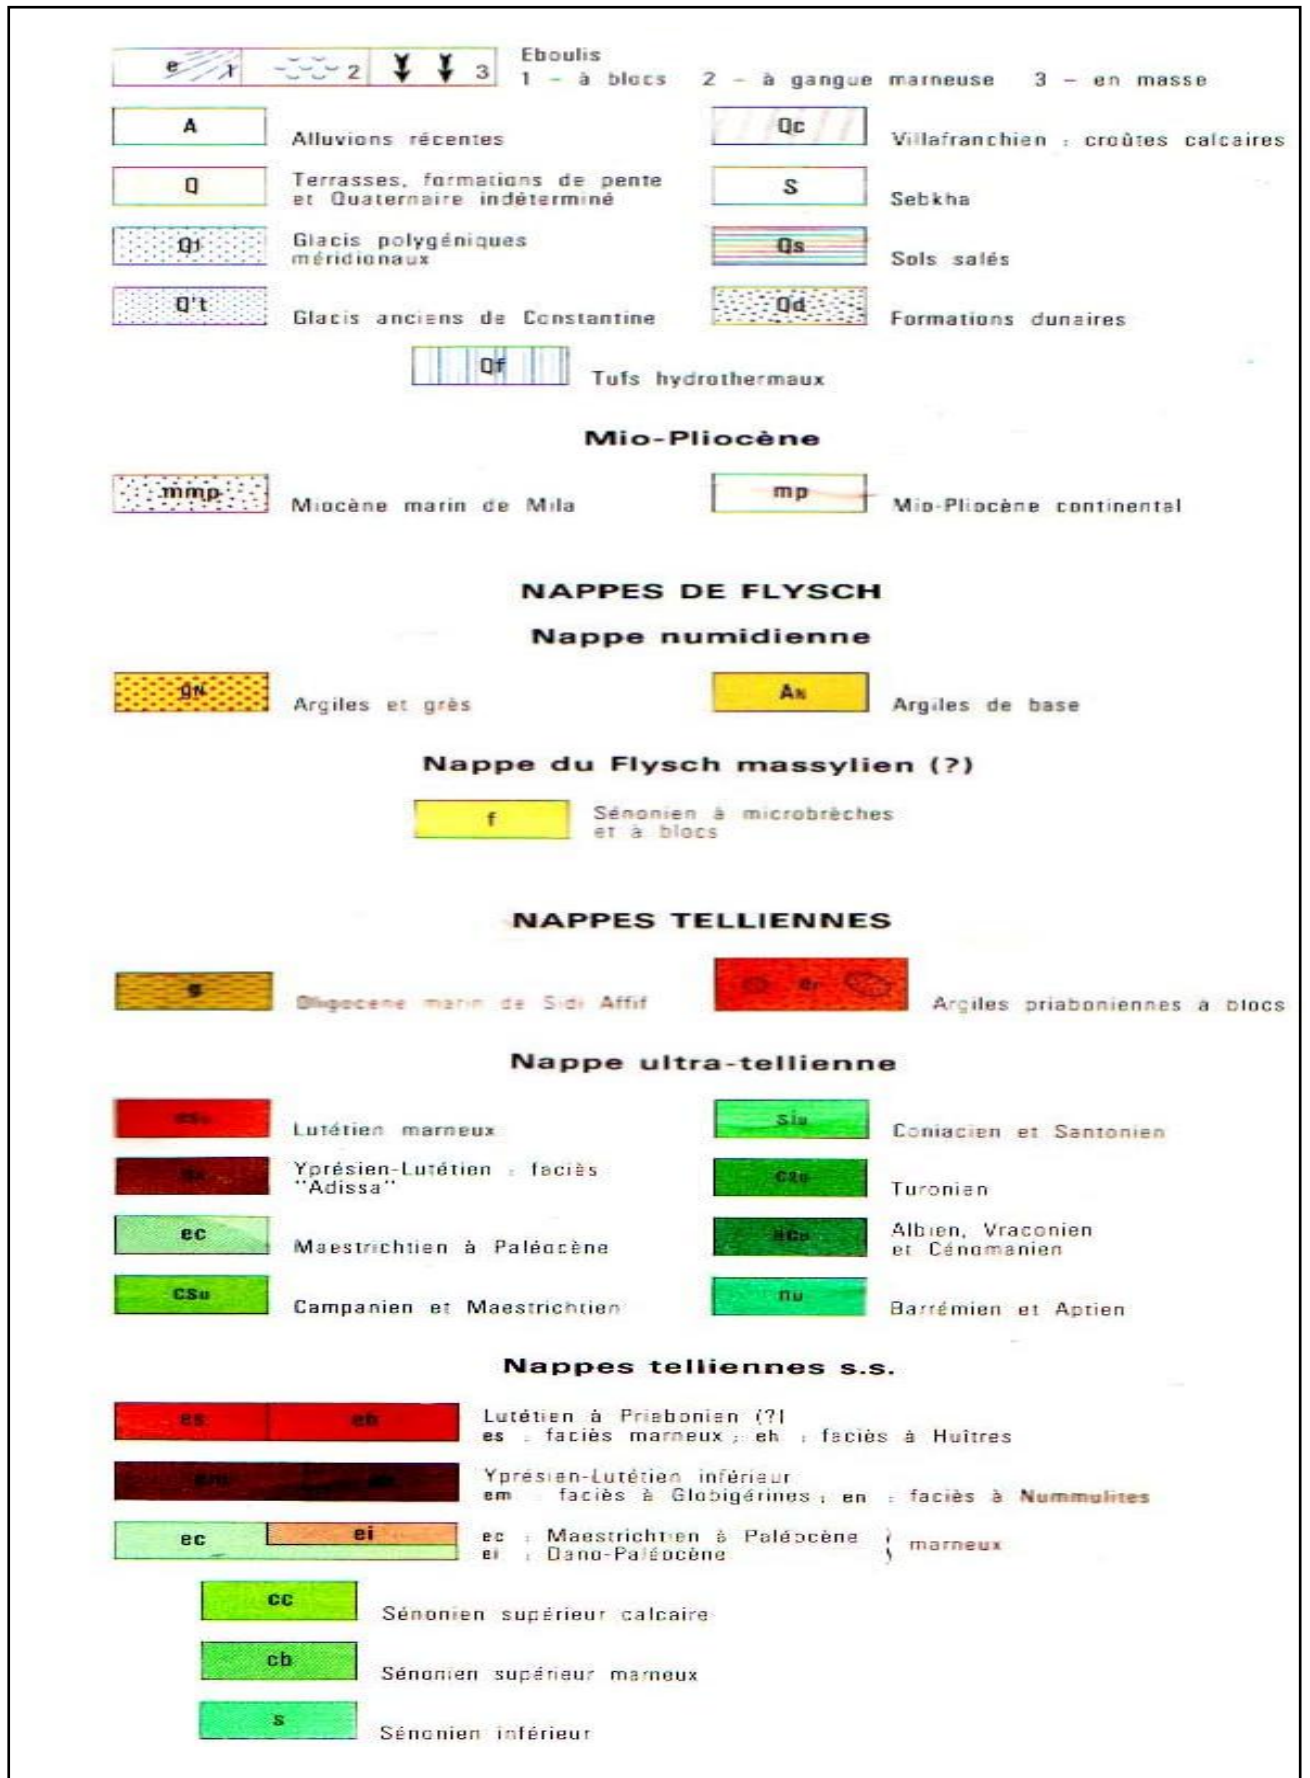 e 1 2 3 Eboulis
1 – à blocs 2 – à gangue marneuse 3 – en masse
A Alluvions récentes
Qc Villafranchien : croûtes calcaires
Q Terrasses, formations de pente
et Quaternaire indéterminé
S Sebkha
Glacis polygéniques
méridionaux
Qs Sols salés
Q't Glacis anciens de Constantine
Qd Formations dunaires
Qf Tufs hydrothermaux
Mio-Pliocène
mmp Miocène marin de Mila
mp Mio-Pliocène continental
NAPPES DE FLYSCH
Nappe numidienne
gN Argiles et grès
AN Argiles de base
Nappe du Flysch massylien (?)
f Sénonien à microbrèches
et à blocs
NAPPES TELLIENNES
g Oligocène marin de Sidi Affif
Argiles priaboniennes à blocs
Nappe ultra-tellienne
Lutétien marneux
Coniacien et Santonien
Yprésien-Lutétien : faciès
"Adissa"
Turonien
ec Maestrichtien à Paléocène
Albien, Vraconien
et Cénomanien
csu Campanien et Maestrichtien
nu Barrémien et Aptien
Nappes telliennes s.s.
es eh Lutétien à Priabonien (?)
es : faciès marneux ; eh : faciès à Huîtres
Yprésien-Lutétien inférieur
em : faciès à Globigérines ; en : faciès à Nummulites
ec ei ec : Maestrichtien à Paléocène
ei : Dano-Paléocène } marneux
cc Sénonien supérieur calcaire
cb Sénonien supérieur marneux
s Sénonien inférieur